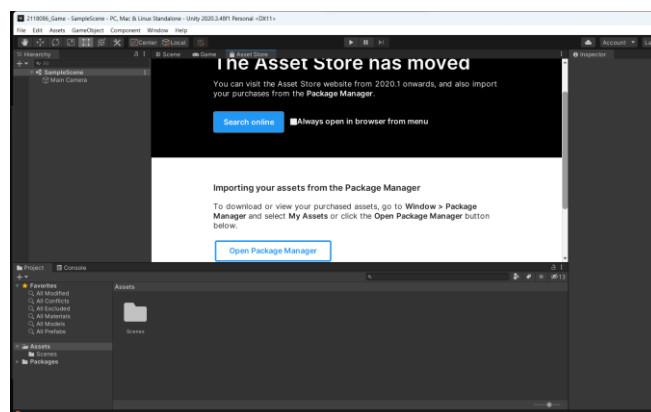 2118086_Game - SampleScene - PC, Mac & Linux Standalone - Unity 2020.3.48f1 Personal <DX11>
File Edit Assets GameObject Component Window Help
Center Local
Account
Hierarchy
Scene Game Asset Store
Inspector
All
SampleScene
Main Camera
The Asset Store has moved
You can visit the Asset Store website from 2020.1 onwards, and also import
your purchases from the Package Manager.
Search online Always open in browser from menu
Importing your assets from the Package Manager
To download or view your purchased assets, go to Window > Package
Manager and select My Assets or click the Open Package Manager button
below.
Open Package Manager
Project Console
13
Favorites
All Modified
All Conflicts
All Excluded
All Materials
All Models
All Prefabs
Assets
Scenes
Packages
Assets
Scenes